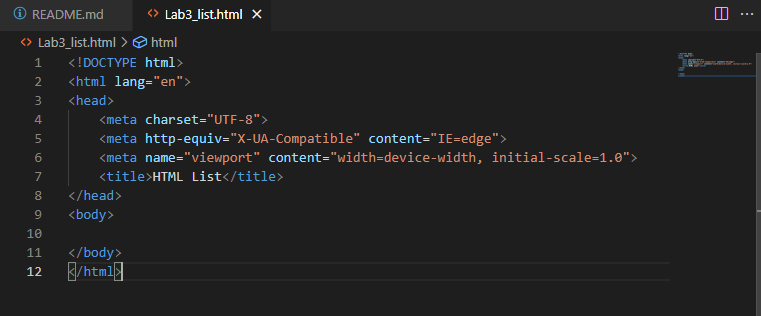 README.md Lab3_list.html
Lab3_list.html > html
1 <!DOCTYPE html>
2 <html lang="en">
3 <head>
4     <meta charset="UTF-8">
5     <meta http-equiv="X-UA-Compatible" content="IE=edge">
6     <meta name="viewport" content="width=device-width, initial-scale=1.0">
7     <title>HTML List</title>
8 </head>
9 <body>
10
11 </body>
12 </html>